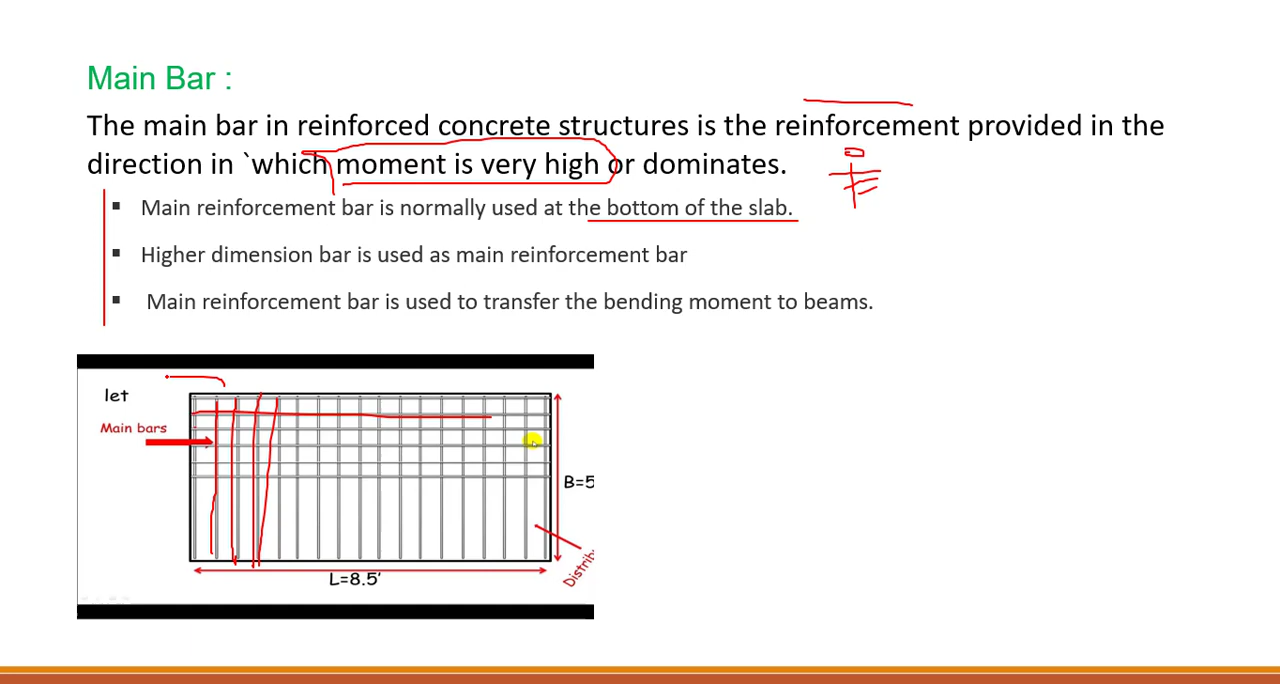 Main Bar :
The main bar in reinforced concrete structures is the reinforcement provided in the
direction in `which moment is very high or dominates.
▪ Main reinforcement bar is normally used at the bottom of the slab.
▪ Higher dimension bar is used as main reinforcement bar
▪ Main reinforcement bar is used to transfer the bending moment to beams.
let
Main bars
B=5
L=8.5'
Distrib